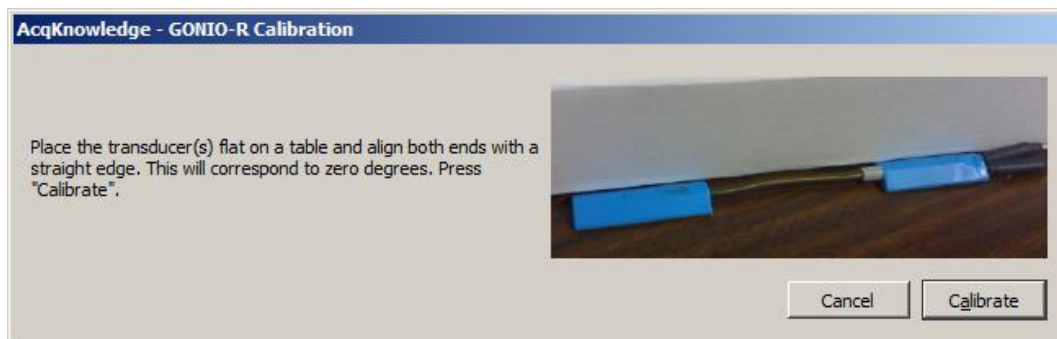 AcqKnowledge - GONIO-R Calibration
Place the transducer(s) flat on a table and align both ends with a
straight edge. This will correspond to zero degrees. Press
"Calibrate".
Cancel
Calibrate